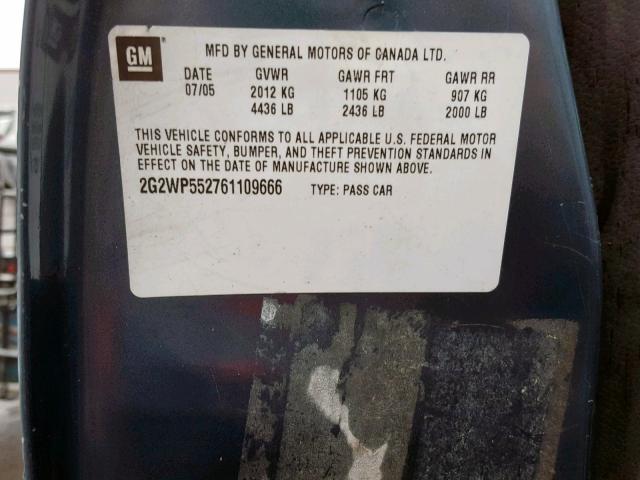 GM
MFD BY GENERAL MOTORS OF CANADA LTD.
DATE GVWR GAWR FRT GAWR RR
07/05 2012 KG 1105 KG 907 KG
4436 LB 2436 LB 2000 LB
THIS VEHICLE CONFORMS TO ALL APPLICABLE U.S. FEDERAL MOTOR
VEHICLE SAFETY, BUMPER, AND THEFT PREVENTION STANDARDS IN
EFFECT ON THE DATE OF MANUFACTURE SHOWN ABOVE.
2G2WP552761109666 TYPE: PASS CAR